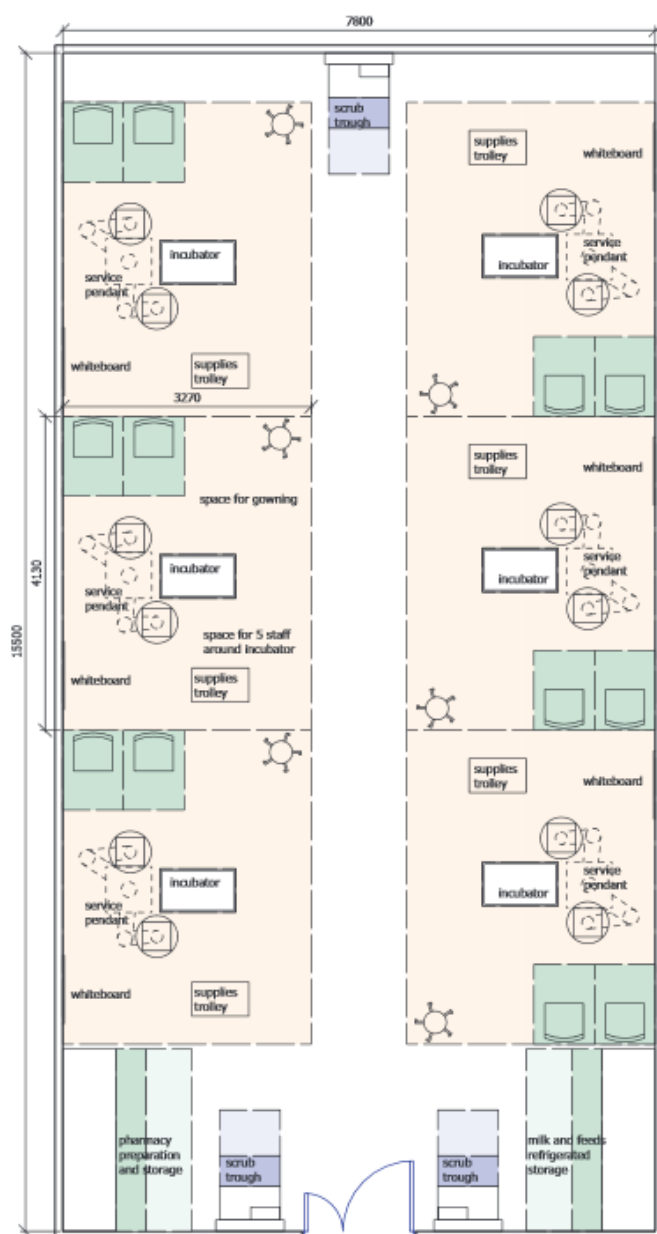 7800
scrub
trough
supplies
trolley
whiteboard
incubator
service
pendant
service
pendant
incubator
whiteboard
supplies
trolley
3270
supplies
trolley
whiteboard
space for gowning
4130
15500
incubator
service
pendant
service
pendant
incubator
space for 5 staff
around incubator
whiteboard
supplies
trolley
supplies
trolley
whiteboard
incubator
service
pendant
service
pendant
incubator
whiteboard
supplies
trolley
pharmacy
preparation
and storage
scrub
trough
scrub
trough
milk and feeds
refrigerated
storage